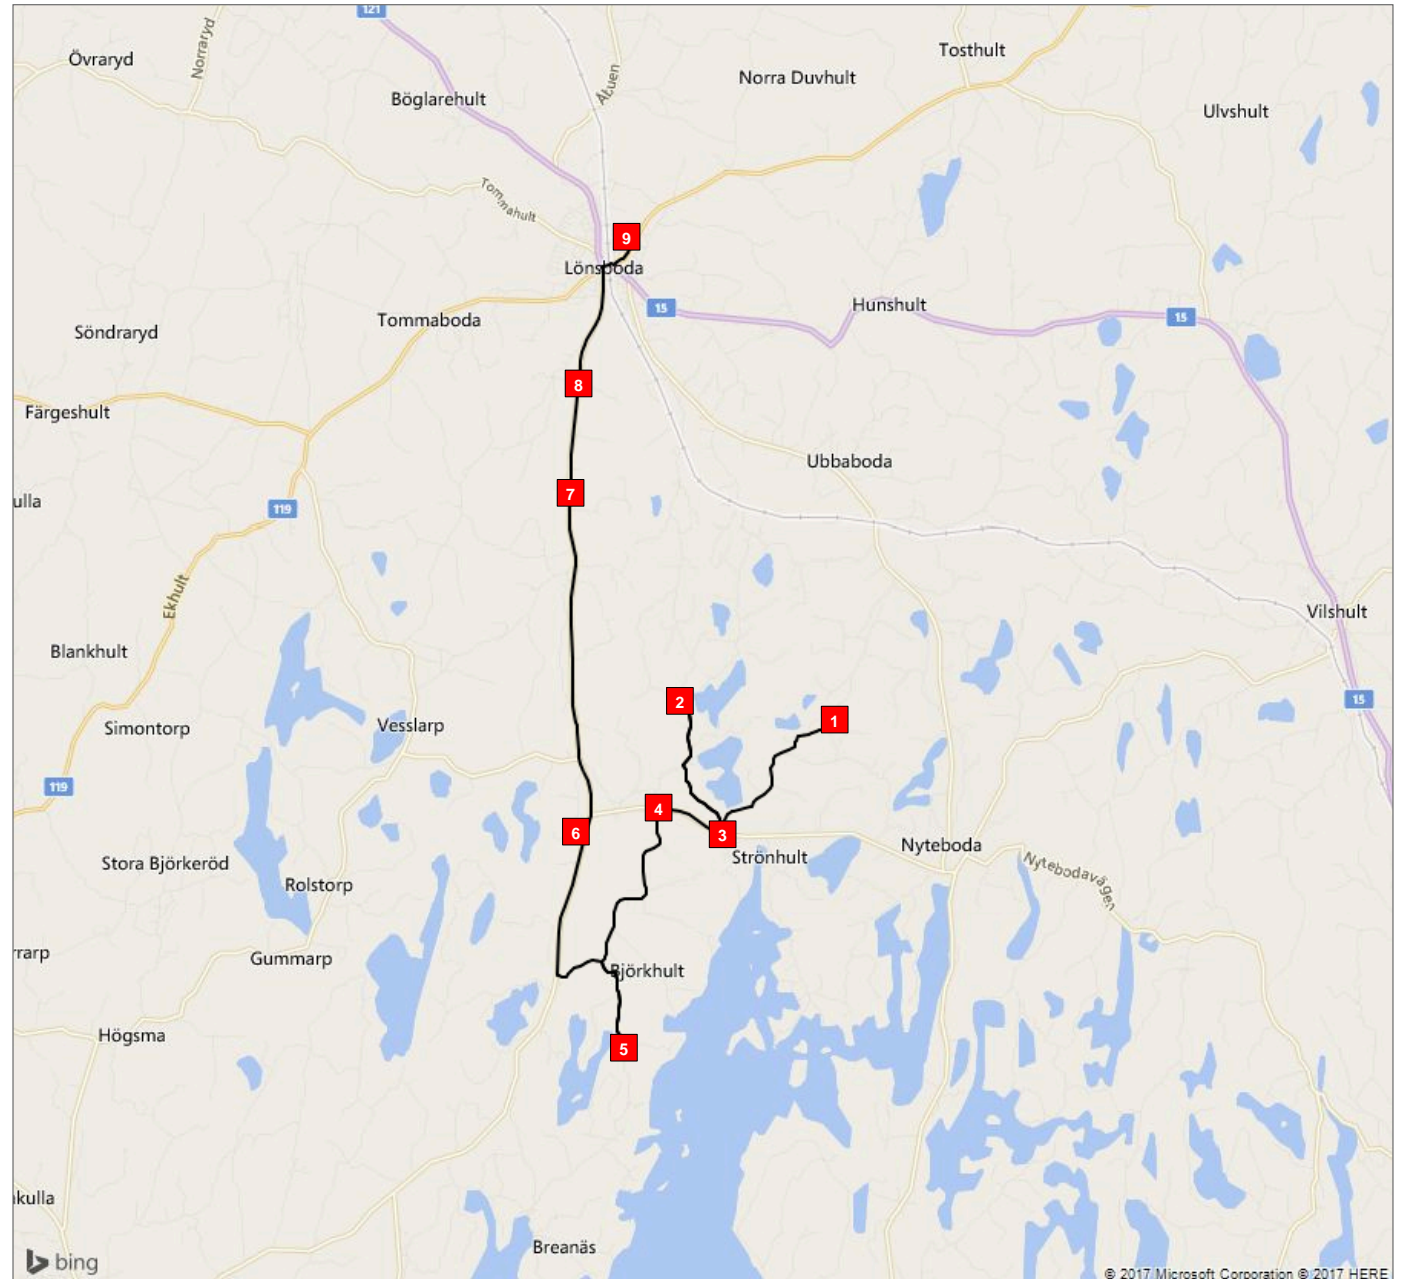 121
Övraryd
Norraryd
Böglarehult
Åbuen
Norra Duvhult
Tosthult
Ulvshult
Tommahult
9
Lönsboda
15
Hunshult
15
Söndraryd
Tommaboda
8
Färgeshult
Ubbaboda
7
ulla
119
Ekhult
Vilshult
Blankhult
2
15
Simontorp
Vesslarp
1
119
4
6
3
Strönhult
Nyteboda
Nytebodavägen
Stora Björkeröd
Rolstorp
rrarp
Gummarp
Björkhult
Högsma
5
kulla
Breanäs
bing
© 2017 Microsoft Corporation © 2017 HERE